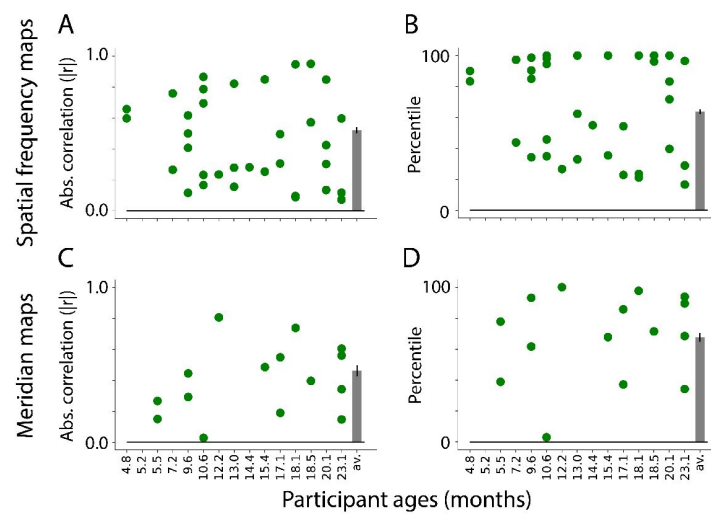 Spatial frequency maps
A
Abs. correlation (|r|)
1.0
0.0
B
Percentile
100
0
Meridian maps
C
Abs. correlation (|r|)
1.0
0.0
4.8
5.2
5.5
7.2
9.6
10.6
12.2
13.0
14.4
15.4
17.1
18.1
18.5
20.1
23.1
av.
D
Percentile
100
0
4.8
5.2
5.5
7.2
9.6
10.6
12.2
13.0
14.4
15.4
17.1
18.1
18.5
20.1
23.1
av.
Participant ages (months)